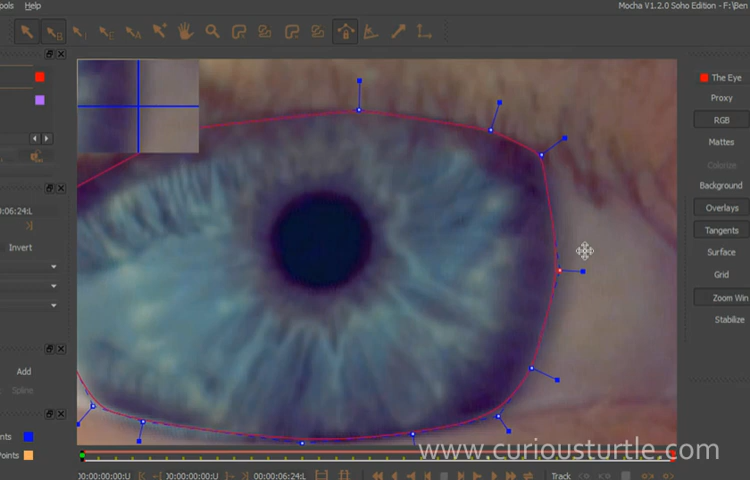 ools Help
Mocha V1.2.0 Soho Edition - F:\Ben
The Eye
Proxy
RGB
Mattes
Colorize
Background
0:06:24:L
Overlays
Tangents
Invert
Surface
Grid
Zoom Win
Stabilize
Add
Spline
nts
Points
www.curiousturtle.com
00:00:00:00:U
00:00:00:00:U
00:00:06:24:L
Track